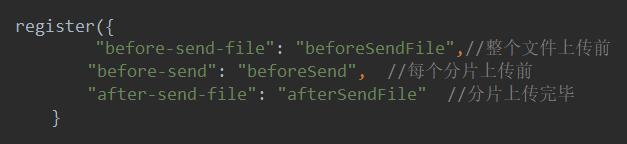 register({
"before-send-file": "beforeSendFile",//整个文件上传前
"before-send": "beforeSend", //每个分片上传前
"after-send-file": "afterSendFile" //分片上传完毕
}